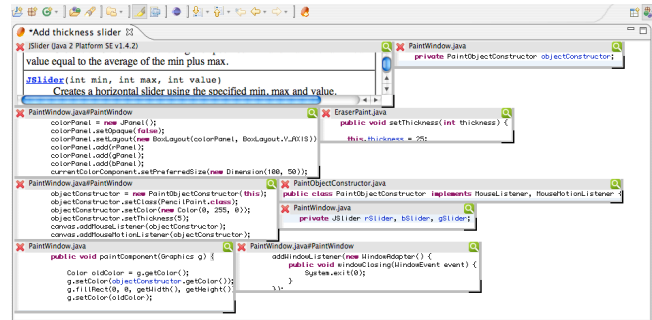 *Add thickness slider
JSlider (Java 2 Platform SE v1.4.2)
value equal to the average of the min plus max.
JSlider(int min, int max, int value)
Creates a horizontal slider using the specified min, max and value.
PaintWindow.java
private PaintObjectConstructor objectConstructor;
PaintWindow.java#PaintWindow
colorPanel = new JPanel();
colorPanel.setOpaque(false);
colorPanel.setLayout(new BoxLayout(colorPanel, BoxLayout.Y_AXIS))
colorPanel.add(rPanel);
colorPanel.add(gPanel);
colorPanel.add(bPanel);
currentColorComponent.setPreferredSize(new Dimension(100, 50));
EraserPaint.java
public void setThickness(int thickness) {
this.thickness = 25;
PaintWindow.java#PaintWindow
objectConstructor = new PaintObjectConstructor(this);
objectConstructor.setClass(PencilPaint.class);
objectConstructor.setColor(new Color(0, 255, 0));
objectConstructor.setThickness(5);
canvas.addMouseListener(objectConstructor);
canvas.addMouseMotionListener(objectConstructor);
PaintObjectConstructor.java
public class PaintObjectConstructor implements MouseListener, MouseMotionListener {
PaintWindow.java
private JSlider rSlider, bSlider, gSlider;
PaintWindow.java
public void paintComponent(Graphics g) {
Color oldColor = g.getColor();
g.setColor(objectConstructor.getColor());
g.fillRect(0, 0, getWidth(), getHeight()
g.setColor(oldColor);
PaintWindow.java#PaintWindow
addWindowListener(new WindowAdapter() {
public void windowClosing(WindowEvent event) {
System.exit(0);
}
});